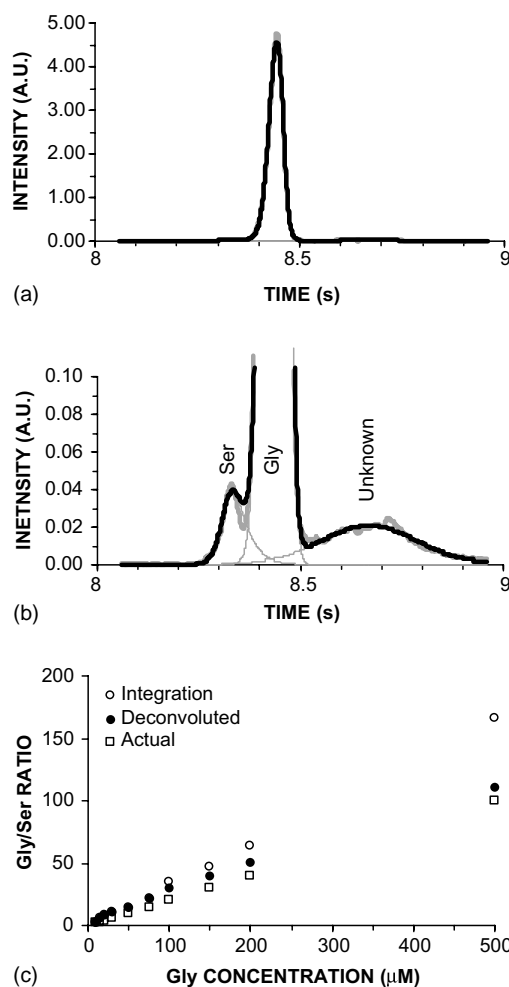 5.00
4.00
3.00
2.00
1.00
0.00
INTENSITY (A.U.)
8
8.5
9
(a)
TIME (s)
0.10
0.08
0.06
0.04
0.02
0.00
INETNSITY (A.U.)
Ser
Gly
Unknown
8
8.5
9
(b)
TIME (s)
200
150
100
50
0
Gly/Ser RATIO
Integration
Deconvoluted
Actual
0
100
200
300
400
500
(c)
Gly CONCENTRATION (μM)